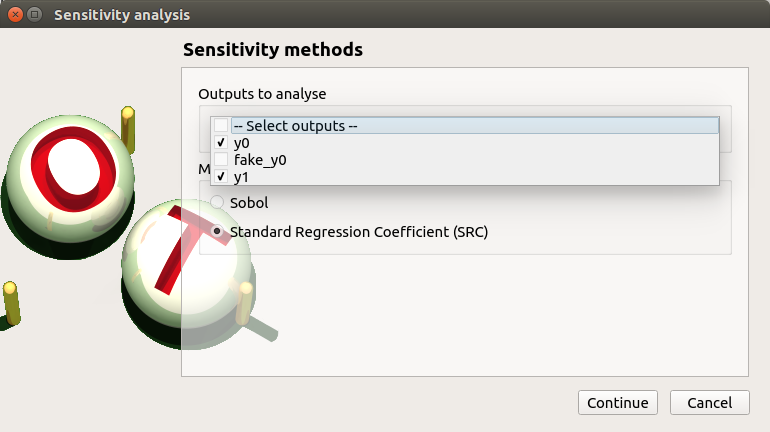 Sensitivity analysis
Sensitivity methods
Outputs to analyse
-- Select outputs --
y0
fake_y0
y1
M
Sobol
Standard Regression Coefficient (SRC)
Continue
Cancel